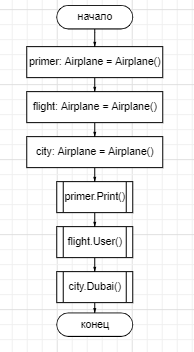 начало
primer: Airplane = Airplane()
flight: Airplane = Airplane()
city: Airplane = Airplane()
primer.Print()
flight.User()
city.Dubai()
конец